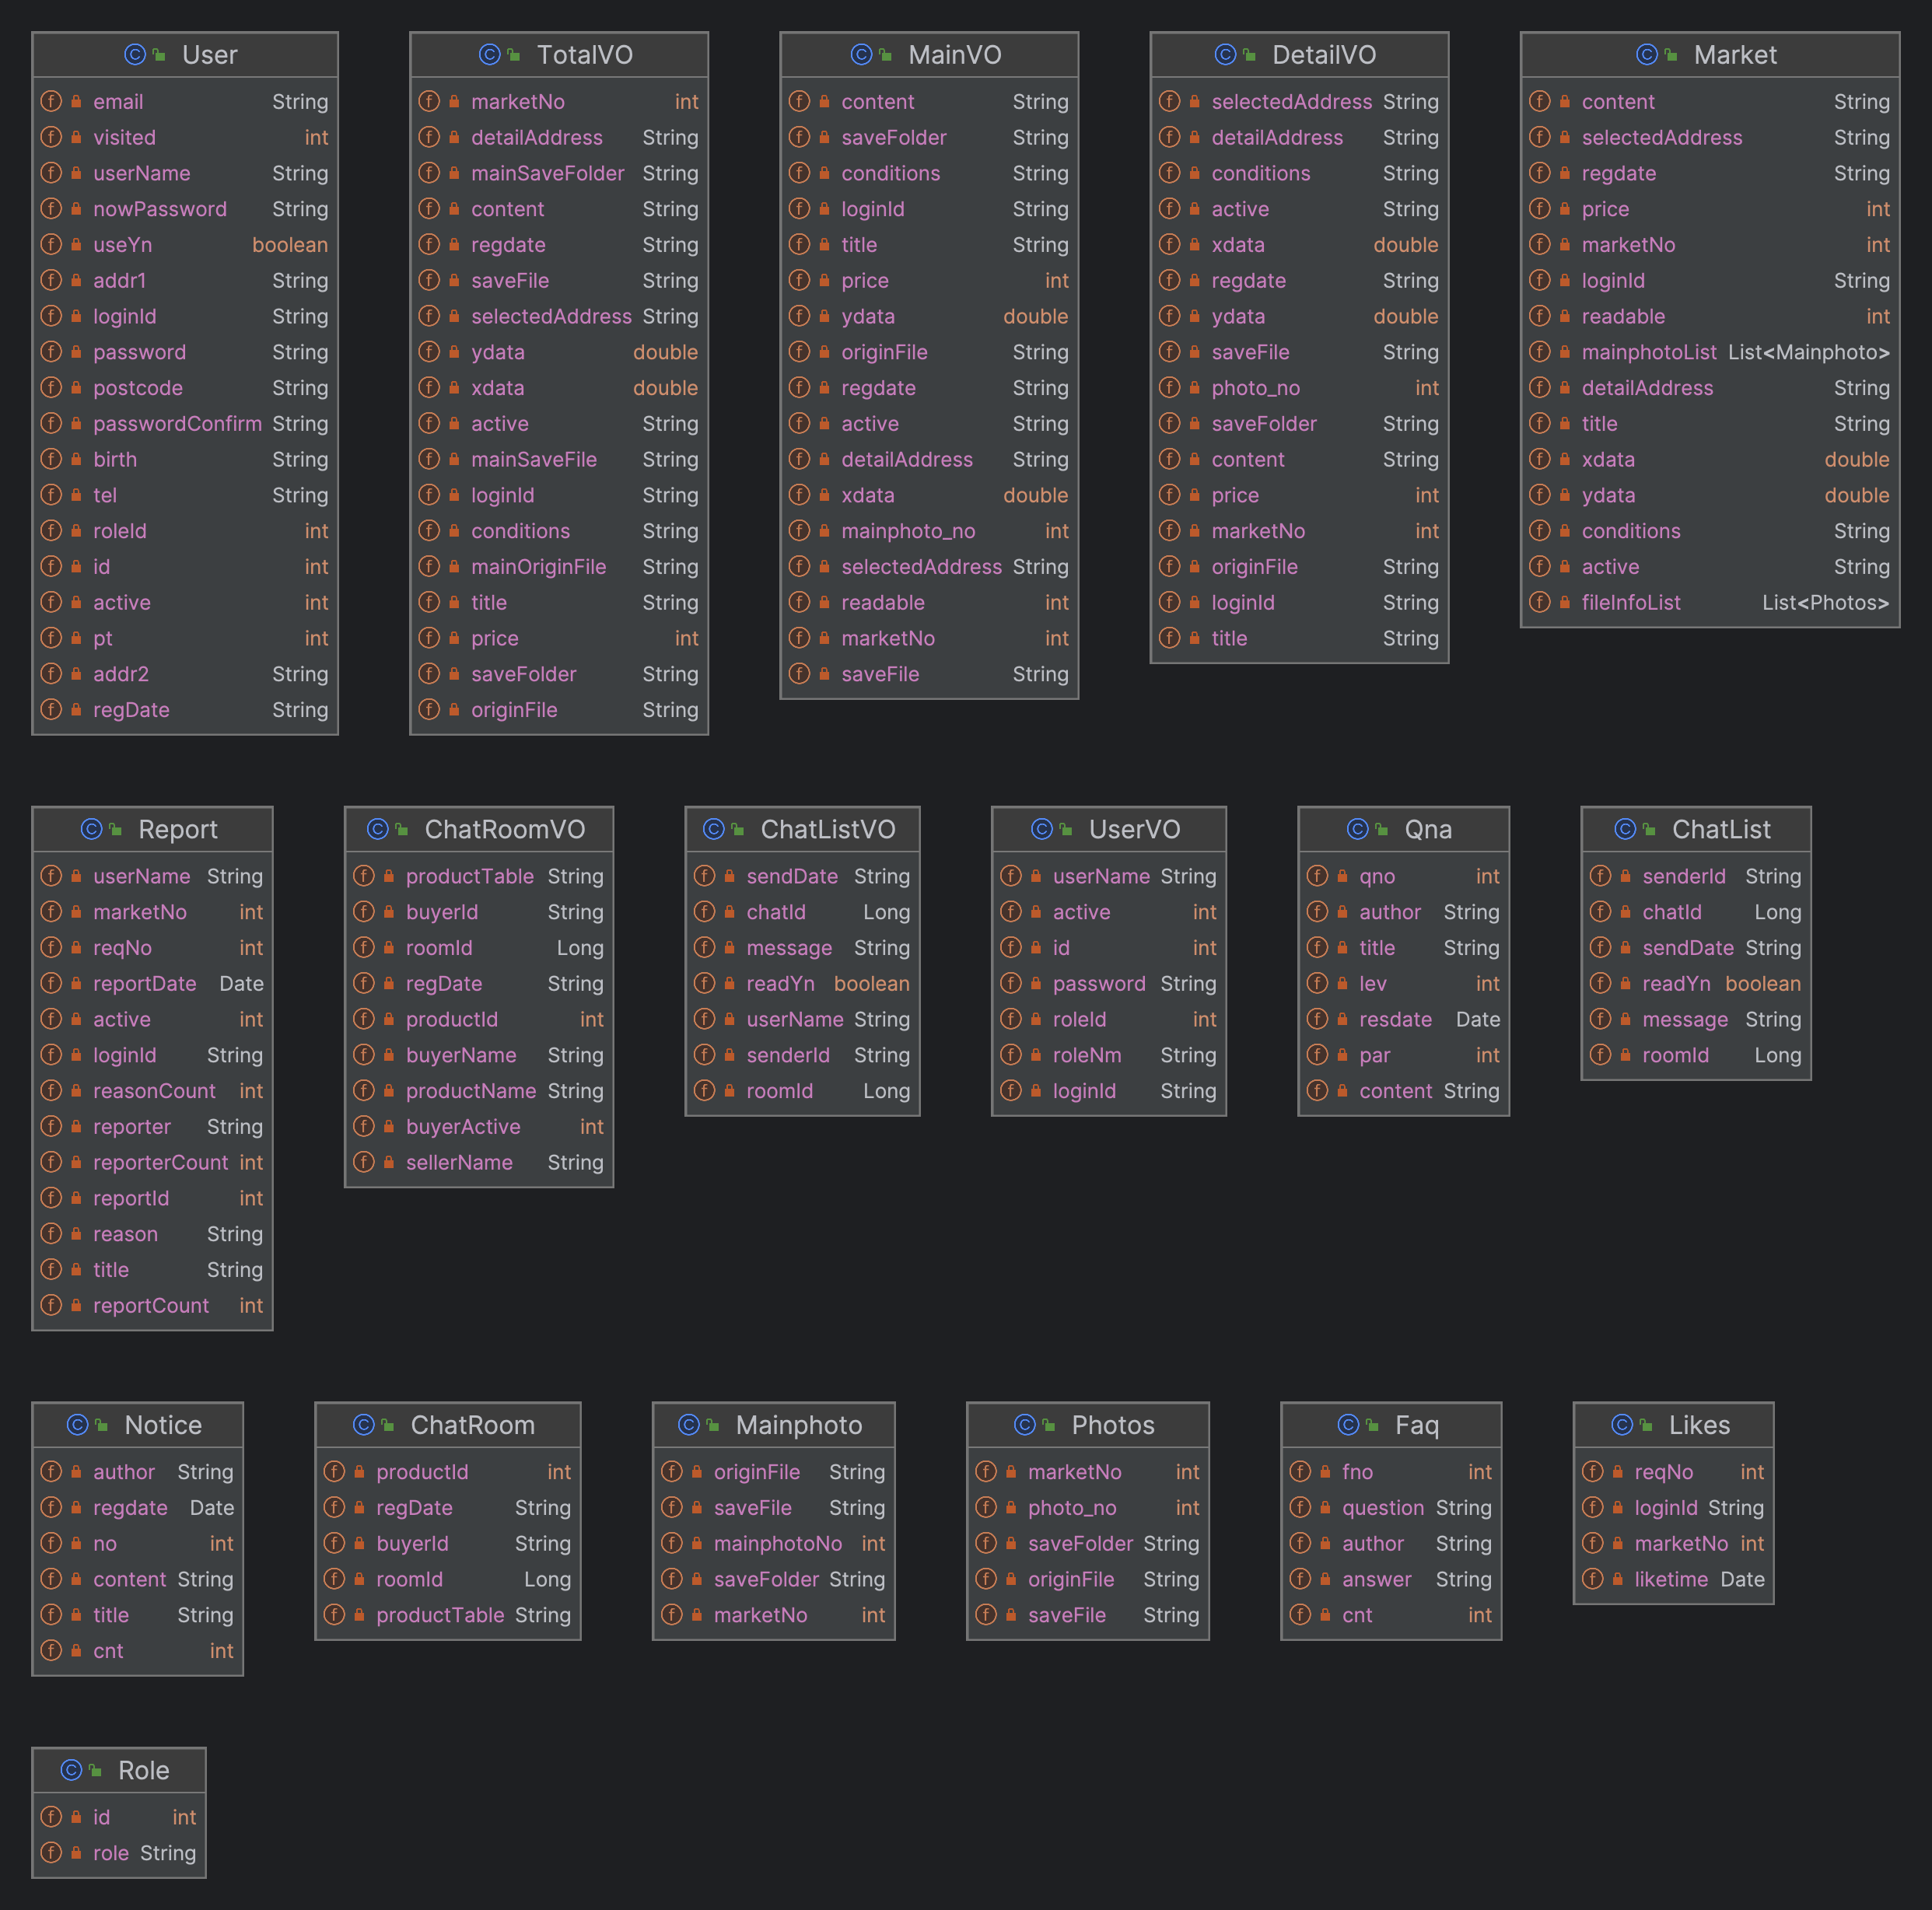 User
email String
visited int
userName String
nowPassword String
useYn boolean
addr1 String
loginId String
password String
postcode String
passwordConfirm String
birth String
tel String
roleId int
id int
active int
pt int
addr2 String
regDate String
TotalVO
marketNo int
detailAddress String
mainSaveFolder String
content String
regdate String
saveFile String
selectedAddress String
ydata double
xdata double
active String
mainSaveFile String
loginId String
conditions String
mainOriginFile String
title String
price int
saveFolder String
originFile String
MainVO
content String
saveFolder String
conditions String
loginId String
title String
price int
ydata double
originFile String
regdate String
active String
detailAddress String
xdata double
mainphoto_no int
selectedAddress String
readable int
marketNo int
saveFile String
DetailVO
selectedAddress String
detailAddress String
conditions String
active String
xdata double
regdate String
ydata double
saveFile String
photo_no int
saveFolder String
content String
price int
marketNo int
originFile String
loginId String
title String
Market
content String
selectedAddress String
regdate String
price int
marketNo int
loginId String
readable int
mainphotoList List<Mainphoto>
detailAddress String
title String
xdata double
ydata double
conditions String
active String
fileInfoList List<Photos>
Report
userName String
marketNo int
reqNo int
reportDate Date
active int
loginId String
reasonCount int
reporter String
reporterCount int
reportId int
reason String
title String
reportCount int
ChatRoomVO
productTable String
buyerId String
roomId Long
regDate String
productId int
buyerName String
productName String
buyerActive int
sellerName String
ChatListVO
sendDate String
chatId Long
message String
readYn boolean
userName String
senderId String
roomId Long
UserVO
userName String
active int
id int
password String
roleId int
roleNm String
loginId String
Qna
qno int
author String
title String
lev int
resdate Date
par int
content String
ChatList
senderId String
chatId Long
sendDate String
readYn boolean
message String
roomId Long
Notice
author String
regdate Date
no int
content String
title String
cnt int
ChatRoom
productId int
regDate String
buyerId String
roomId Long
productTable String
Mainphoto
originFile String
saveFile String
mainphotoNo int
saveFolder String
marketNo int
Photos
marketNo int
photo_no int
saveFolder String
originFile String
saveFile String
Faq
fno int
question String
author String
answer String
cnt int
Likes
reqNo int
loginId String
marketNo int
liketime Date
Role
id int
role String